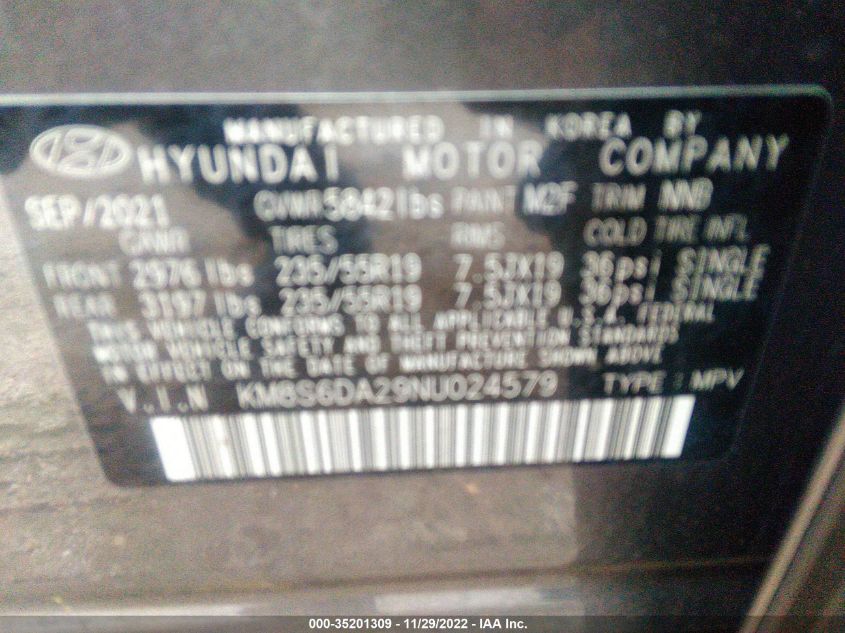 MANUFACTURED IN KOREA BY
HYUNDAI MOTOR COMPANY
SEP/2021 GVWR 5842lbs PAINT M2F TRIM NNB
GAWR TIRES RIMS COLD TIRE INFL
FRONT 2976 lbs 235/55R19 7.5JX19 36psi SINGLE
REAR 3197 lbs 235/55R19 7.5JX19 36psi SINGLE
THIS VEHICLE CONFORMS TO ALL APPLICABLE U.S.A. FEDERAL
MOTOR VEHICLE SAFETY AND THEFT PREVENTION STANDARDS
IN EFFECT ON THE DATE OF MANUFACTURE SHOWN ABOVE
V.I.N KM8S6DA29NU024579 TYPE : MPV
000-35201309 - 11/29/2022 - IAA Inc.